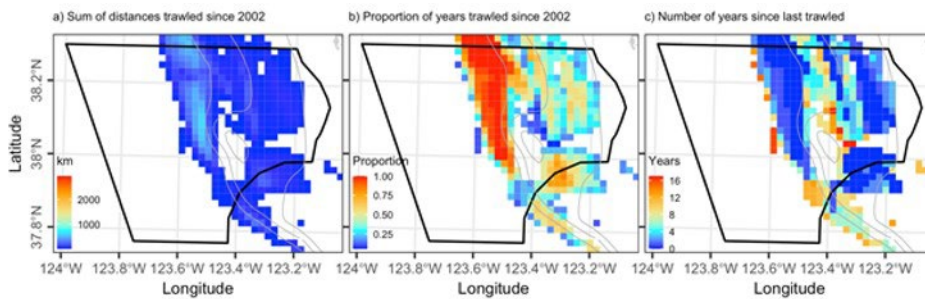 a) Sum of distances trawled since 2002
b) Proportion of years trawled since 2002
c) Number of years since last trawled
Latitude
38.2°N
38°N
37.8°N
km
2000
1000
Proportion
1.00
0.75
0.50
0.25
Years
16
12
8
4
0
124°W 123.8°W 123.6°W 123.4°W 123.2°W
124°W 123.8°W 123.6°W 123.4°W 123.2°W
124°W 123.8°W 123.6°W 123.4°W 123.2°W
Longitude
Longitude
Longitude